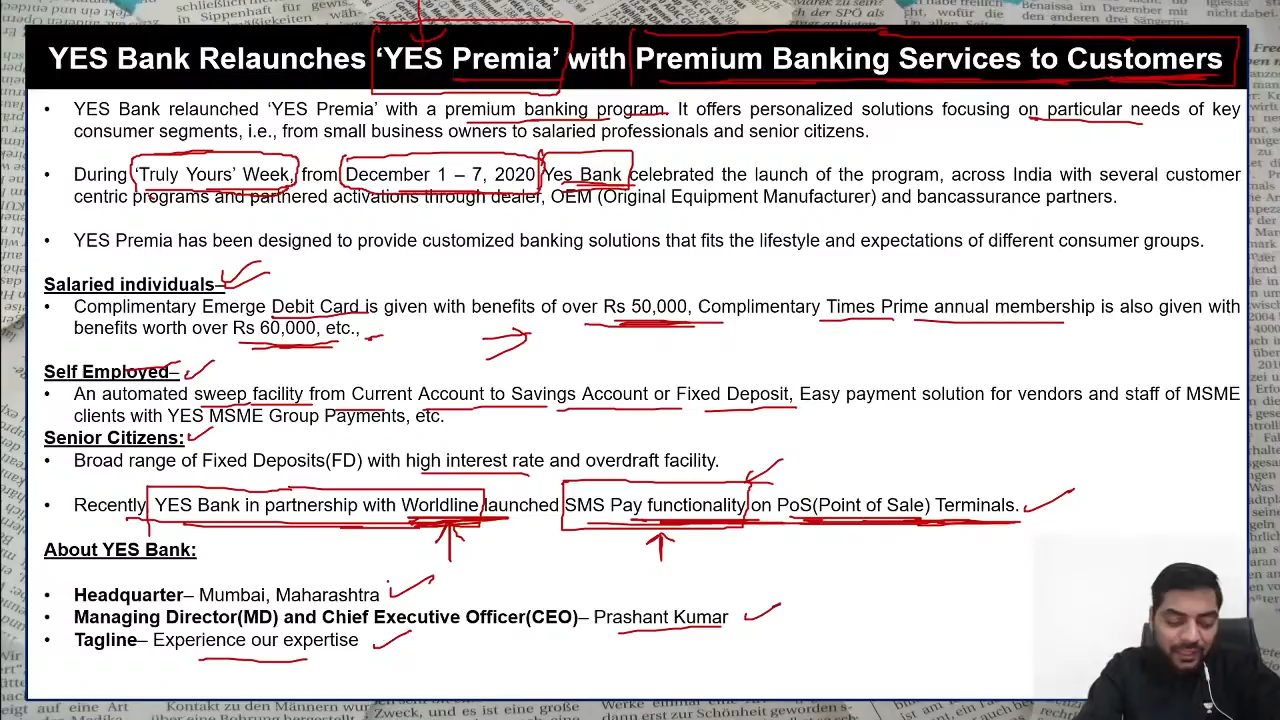 YES Bank Relaunches ‘YES Premia’ with Premium Banking Services to Customers
• YES Bank relaunched ‘YES Premia’ with a premium banking program. It offers personalized solutions focusing on particular needs of key
consumer segments, i.e., from small business owners to salaried professionals and senior citizens.
• During ‘Truly Yours’ Week, from December 1 – 7, 2020 Yes Bank celebrated the launch of the program, across India with several customer
centric programs and partnered activations through dealer, OEM (Original Equipment Manufacturer) and bancassurance partners.
• YES Premia has been designed to provide customized banking solutions that fits the lifestyle and expectations of different consumer groups.
Salaried individuals–
• Complimentary Emerge Debit Card is given with benefits of over Rs 50,000, Complimentary Times Prime annual membership is also given with
benefits worth over Rs 60,000, etc.,
Self Employed–
• An automated sweep facility from Current Account to Savings Account or Fixed Deposit, Easy payment solution for vendors and staff of MSME
clients with YES MSME Group Payments, etc.
Senior Citizens:
• Broad range of Fixed Deposits(FD) with high interest rate and overdraft facility.
• Recently YES Bank in partnership with Worldline launched SMS Pay functionality on PoS(Point of Sale) Terminals.
About YES Bank:
• Headquarter– Mumbai, Maharashtra
• Managing Director(MD) and Chief Executive Officer(CEO)– Prashant Kumar
• Tagline– Experience our expertise